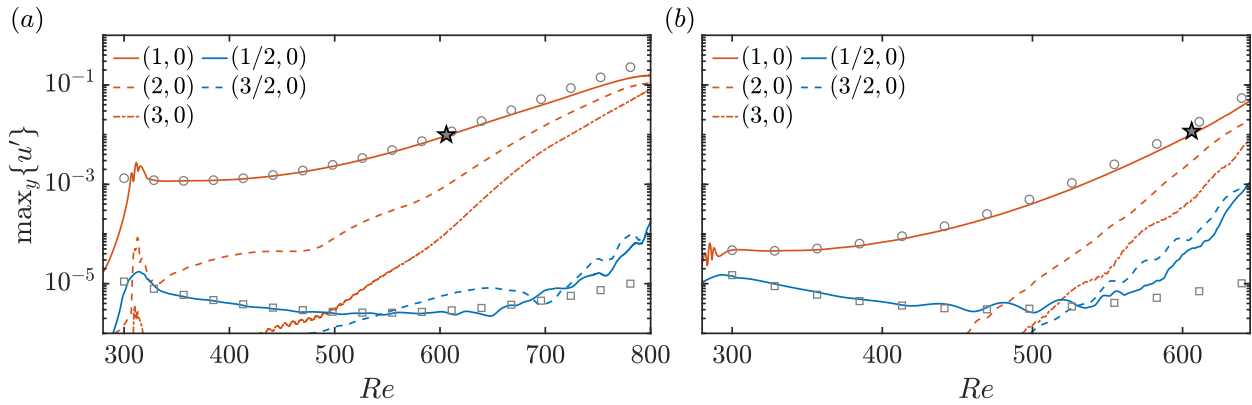 (a)
(1, 0) (1/2, 0)
(2, 0) (3/2, 0)
(3, 0)
10^{-1}
10^{-3}
10^{-5}
max_y{u′}
300 400 500 600 700 800
Re
(b)
(1, 0) (1/2, 0)
(2, 0) (3/2, 0)
(3, 0)
300 400 500 600
Re